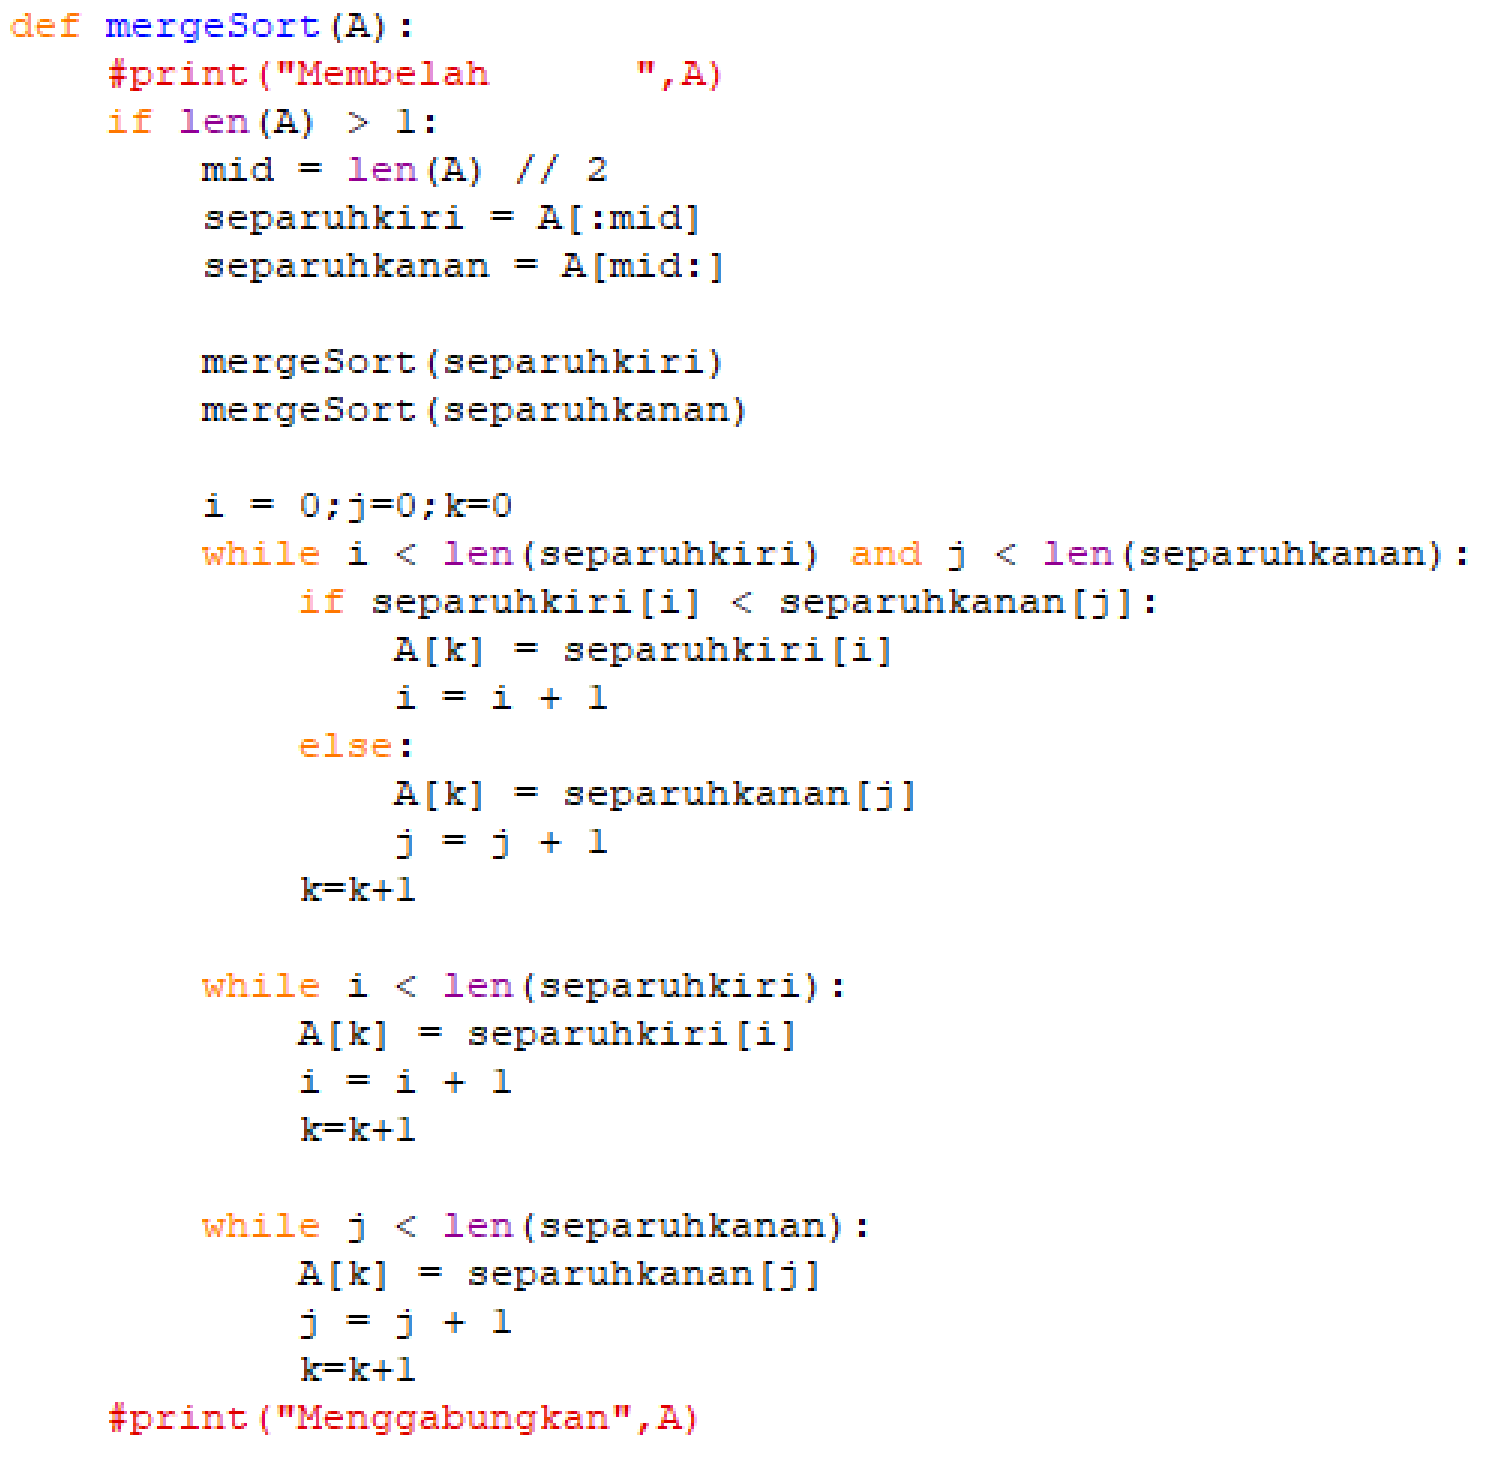 def mergeSort(A):
    #print("Membelah      ",A)
    if len(A) > 1:
        mid = len(A) // 2
        separuhkiri = A[:mid]
        separuhkanan = A[mid:]

        mergeSort(separuhkiri)
        mergeSort(separuhkanan)

        i = 0;j=0;k=0
        while i < len(separuhkiri) and j < len(separuhkanan):
            if separuhkiri[i] < separuhkanan[j]:
                A[k] = separuhkiri[i]
                i = i + 1
            else:
                A[k] = separuhkanan[j]
                j = j + 1
            k=k+1

        while i < len(separuhkiri):
            A[k] = separuhkiri[i]
            i = i + 1
            k=k+1

        while j < len(separuhkanan):
            A[k] = separuhkanan[j]
            j = j + 1
            k=k+1
    #print("Menggabungkan",A)